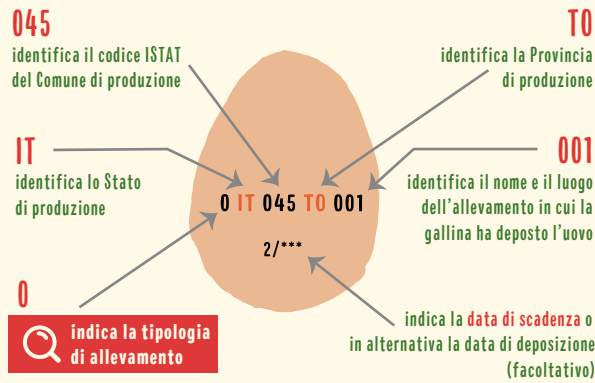 045
identifica il codice ISTAT
del Comune di produzione
TO
identifica la Provincia
di produzione
IT
identifica lo Stato
di produzione
001
identifica il nome e il luogo
dell'allevamento in cui la
gallina ha deposto l'uovo
0 IT 045 TO 001
2/***
0
indica la tipologia
di allevamento
indica la data di scadenza o
in alternativa la data di deposizione
(facoltativo)